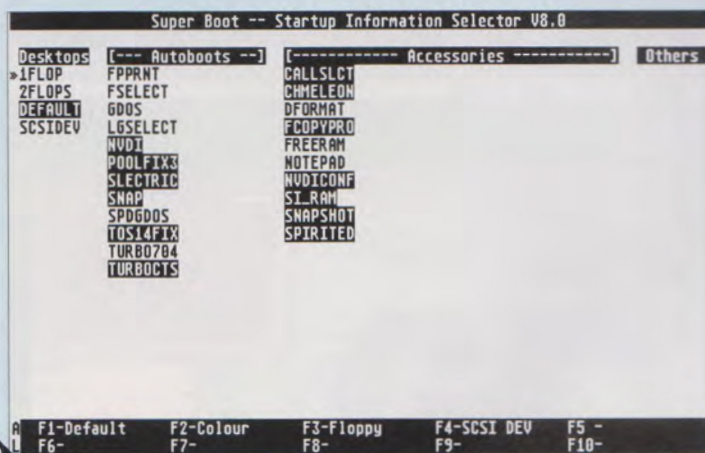 Super Boot -- Startup Information Selector V8.0
Desktops [--- Autoboots --] [------------ Accessories -----------] Others
»1FLOP FPPRNT CALLSLCT
2FLOPS FSELECT CHMELEON
DEFAULT GDOS DFORMAT
SCSIDEV LGSELECT FCOPYPRO
NVDI FREERAM
POOLFIX3 NOTEPAD
SLECTRIC NVDICONF
SNAP SI_RAM
SPDGDOS SNAPSHOT
TOS14FIX SPIRITED
TURBO704
TURBOCTS
A F1-Default F2-Colour F3-Floppy F4-SCSI DEV F5 -
L F6- F7- F8- F9- F10-